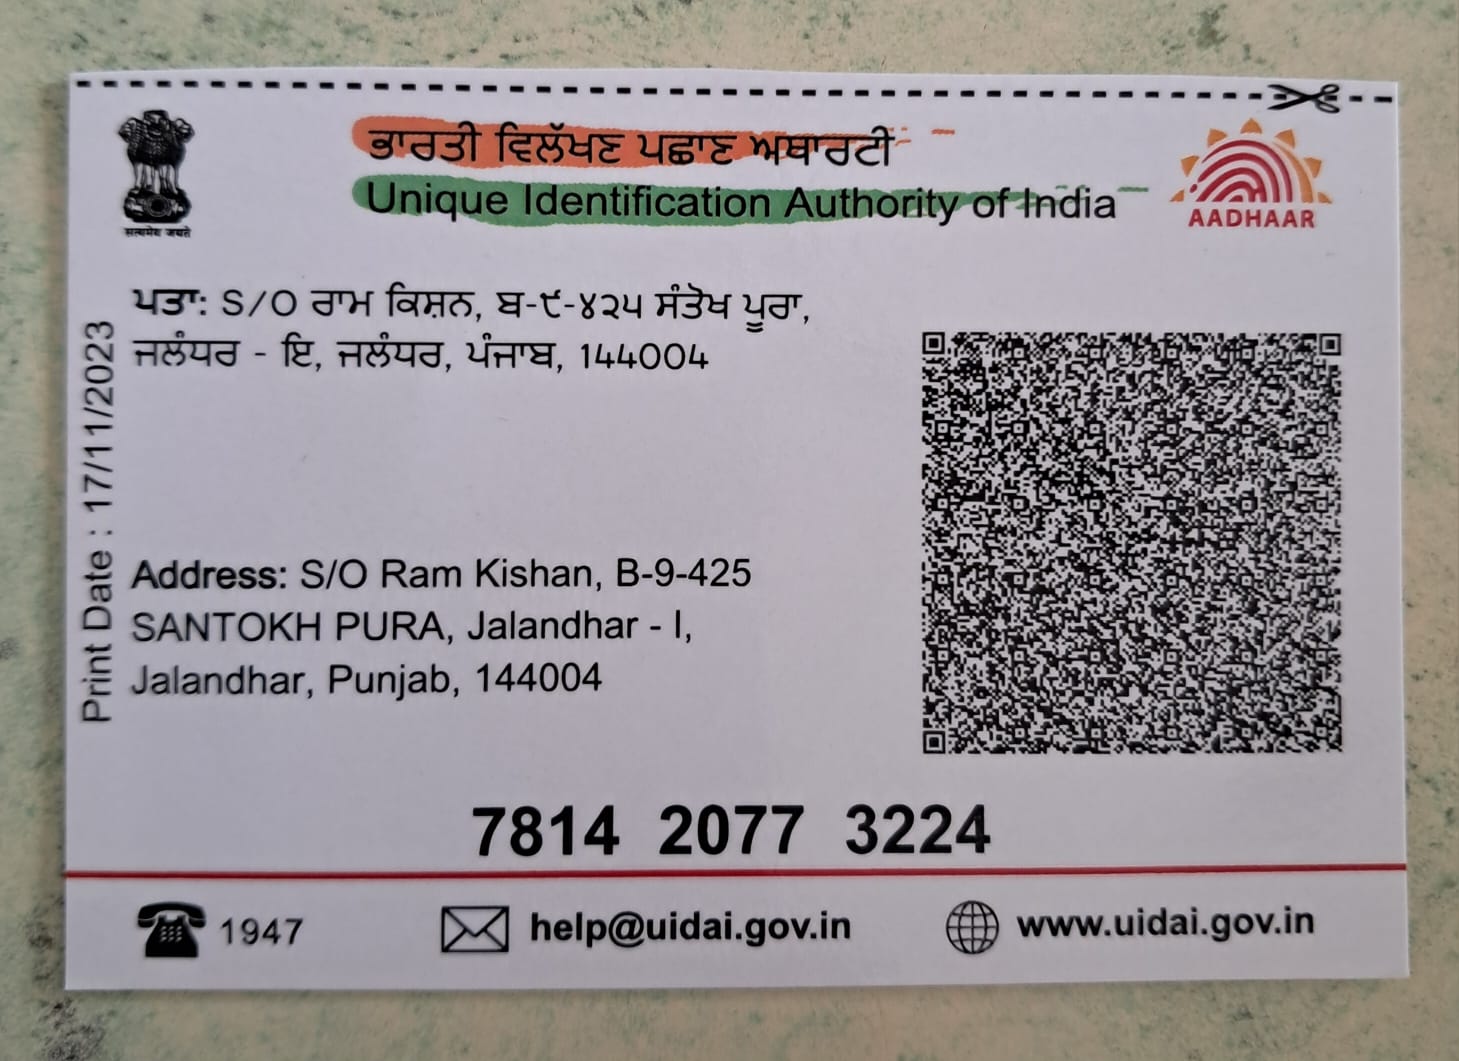 ਭਾਰਤੀ ਵਿਲੱਖਣ ਪਛਾਣ ਅਥਾਰਟੀ
Unique Identification Authority of India
सत्यमेव जयते
AADHAAR
ਪਤਾ: S/O ਰਾਮ ਕਿਸ਼ਨ, ਬ-੯-੪੨੫ ਸੰਤੋਖ ਪੂਰਾ,
ਜਲੰਧਰ - ਇ, ਜਲੰਧਰ, ਪੰਜਾਬ, 144004
Print Date : 17/11/2023
Address: S/O Ram Kishan, B-9-425
SANTOKH PURA, Jalandhar - I,
Jalandhar, Punjab, 144004
7814 2077 3224
1947 help@uidai.gov.in www.uidai.gov.in